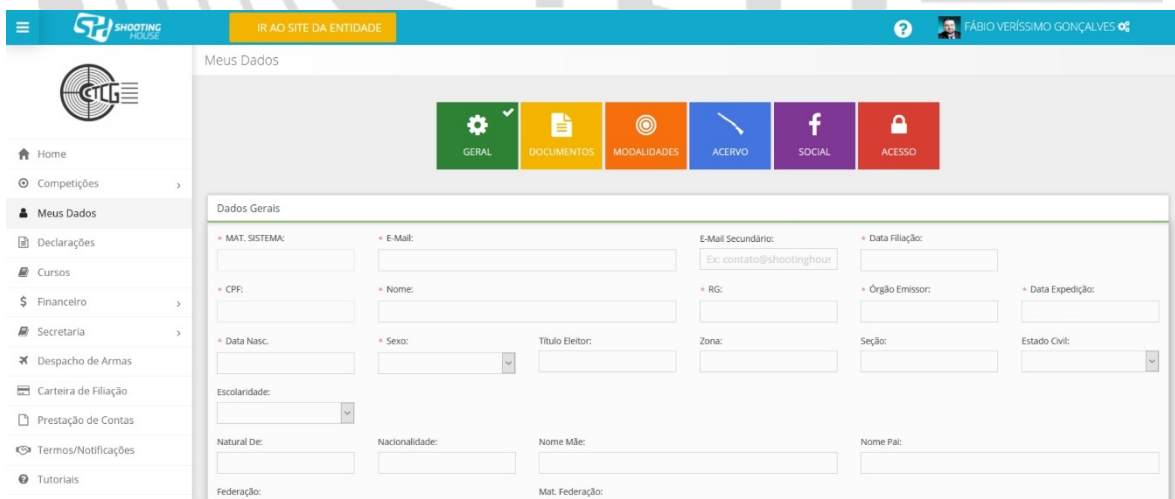 SH SHOOTING HOUSE
IR AO SITE DA ENTIDADE
FÁBIO VERÍSSIMO GONÇALVES
CTCG
Meus Dados
GERAL
DOCUMENTOS
MODALIDADES
ACERVO
SOCIAL
ACESSO
Home
Competições
Meus Dados
Declarações
Cursos
Financeiro
Secretaria
Despacho de Armas
Carteira de Filiação
Prestação de Contas
Termos/Notificações
Tutoriais
Dados Gerais
* MAT. SISTEMA: * E-Mail: E-Mail Secundário: * Data Filiação:
Ex: contato@shootinghous
* CPF: * Nome: * RG: * Órgão Emissor: * Data Expedição:
* Data Nasc. * Sexo: Título Eleitor: Zona: Seção: Estado Civil:
Escolaridade:
Natural De: Nacionalidade: Nome Mãe: Nome Pai:
Federação: Mat. Federação: